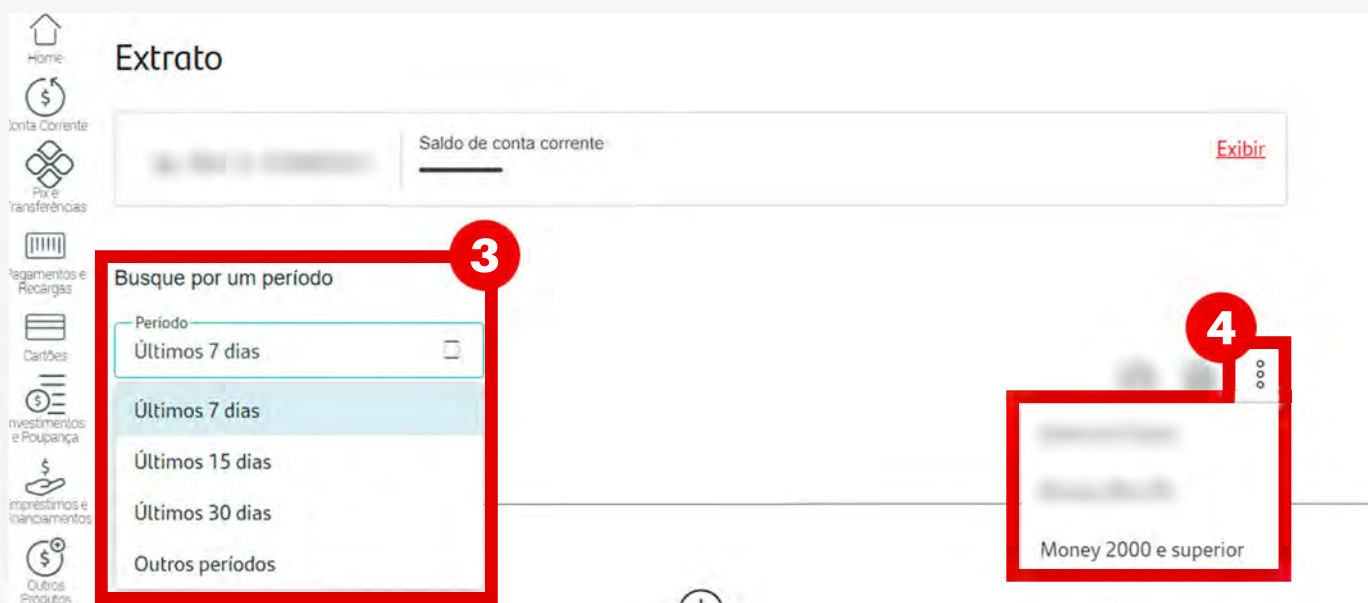 Home
Extrato
Conta Corrente
Saldo de conta corrente
Exibir
Pix e
Transferências
Pagamentos e
Recargas
Busque por um período
3
Período
Últimos 7 dias
Cartões
4
Últimos 7 dias
Investimentos
e Poupança
Últimos 15 dias
Empréstimos e
Financiamentos
Últimos 30 dias
Money 2000 e superior
Outros períodos
Outros
Produtos